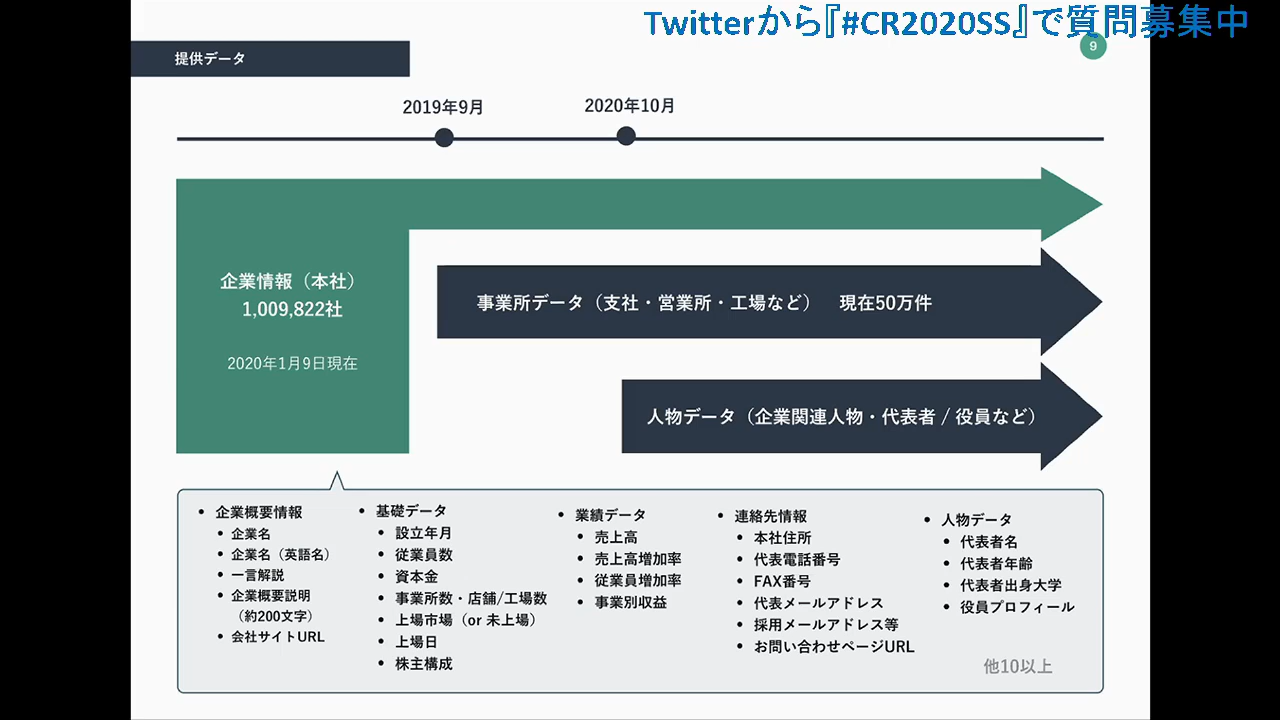 Twitterから『#CR2020SS』で質問募集中
9
提供データ
2019年9月
2020年10月
企業情報（本社）
1,009,822社
2020年1月9日現在
事業所データ（支社・営業所・工場など） 現在50万件
人物データ（企業関連人物・代表者 / 役員など）
• 企業概要情報
• 企業名
• 企業名（英語名）
• 一言解説
• 企業概要説明
（約200文字）
• 会社サイトURL
• 基礎データ
• 設立年月
• 従業員数
• 資本金
• 事業所数・店舗/工場数
• 上場市場（or 未上場）
• 上場日
• 株主構成
• 業績データ
• 売上高
• 売上高増加率
• 従業員増加率
• 事業別収益
• 連絡先情報
• 本社住所
• 代表電話番号
• FAX番号
• 代表メールアドレス
• 採用メールアドレス等
• お問い合わせページURL
• 人物データ
• 代表者名
• 代表者年齢
• 代表者出身大学
• 役員プロフィール
他10以上